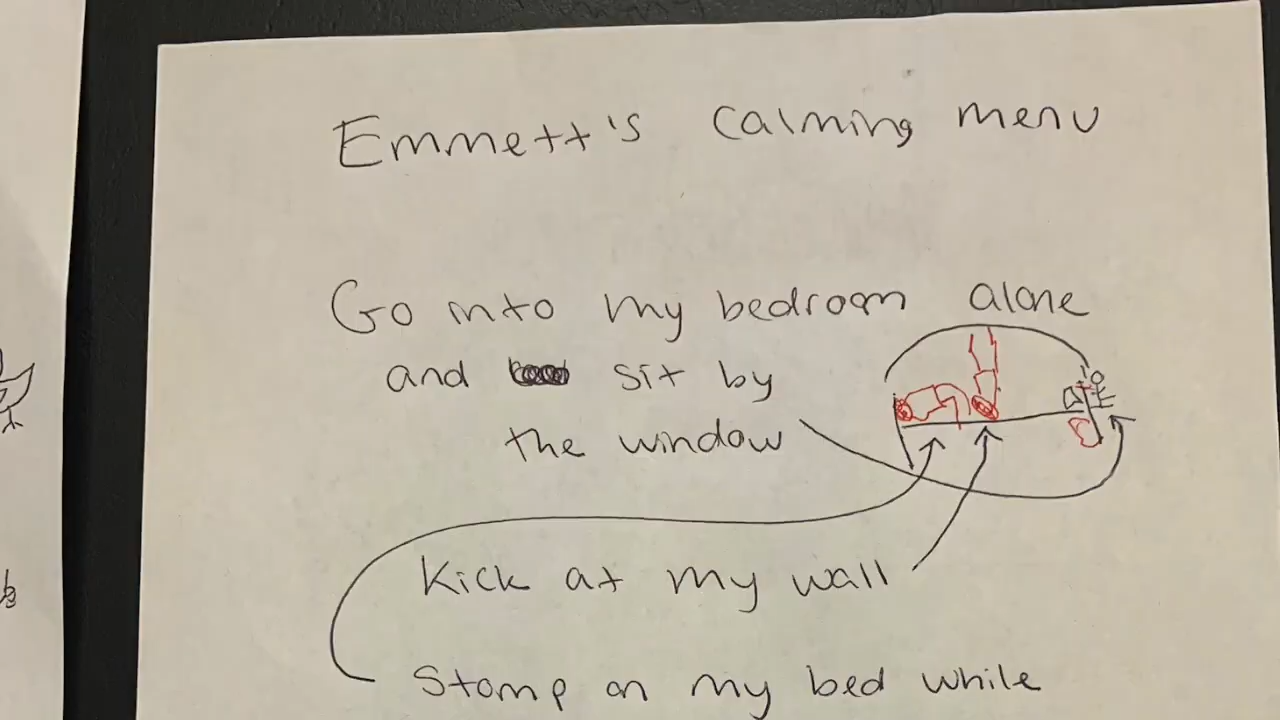 Emmett's calming menu
Go into my bedroom alone
and sit by
the window
Kick at my wall
Stomp on my bed while